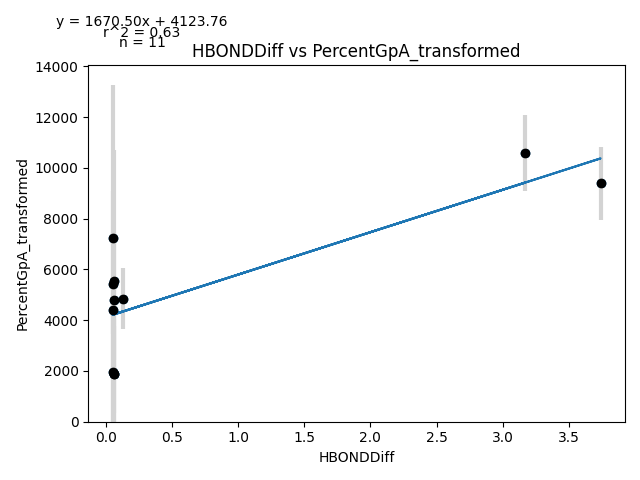 y = 1670.50x + 4123.76
r^2 = 0.63
n = 11
HBONDDiff vs PercentGpA_transformed
14000
12000
10000
8000
6000
4000
2000
0
PercentGpA_transformed
0.0 0.5 1.0 1.5 2.0 2.5 3.0 3.5
HBONDDiff